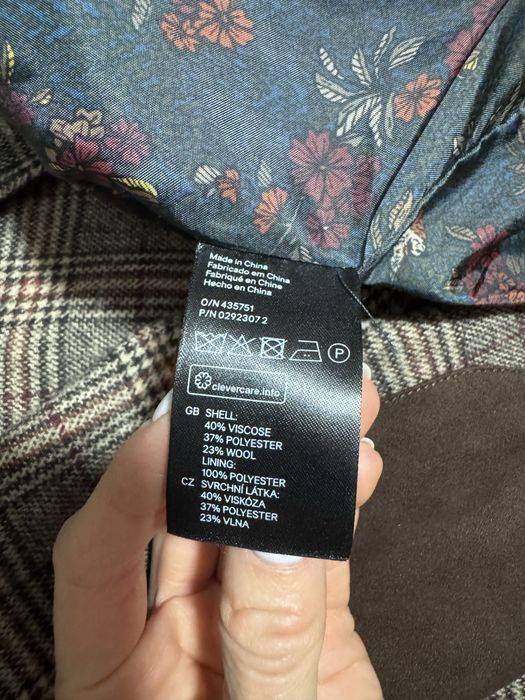 Made in China
Fabricado em China
Fabriqué en Chine
Hecho en China
O/N 435751
P/N 0292307 2
P
clevercare.info
GB SHELL:
40% VISCOSE
37% POLYESTER
23% WOOL
LINING:
100% POLYESTER
CZ SVRCHNÍ LÁTKA:
40% VISKÓZA
37% POLYESTER
23% VLNA